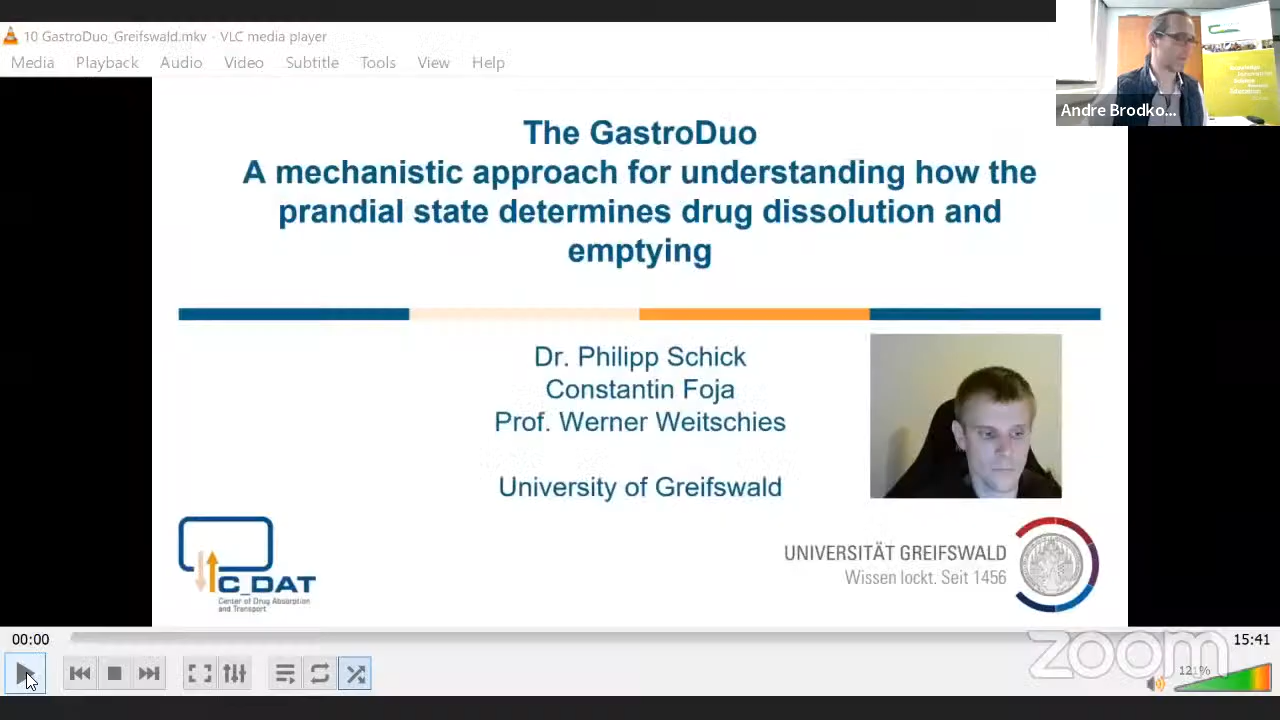 10 GastroDuo_Greifswald.mkv - VLC media player
Media Playback Audio Video Subtitle Tools View Help
Andre Brodko...
The GastroDuo
A mechanistic approach for understanding how the
prandial state determines drug dissolution and
emptying
Dr. Philipp Schick
Constantin Foja
Prof. Werner Weitschies
University of Greifswald
C_DAT
Center of Drug Absorption
and Transport
UNIVERSITÄT GREIFSWALD
Wissen lockt. Seit 1456
00:00
15:41
zoom
121%